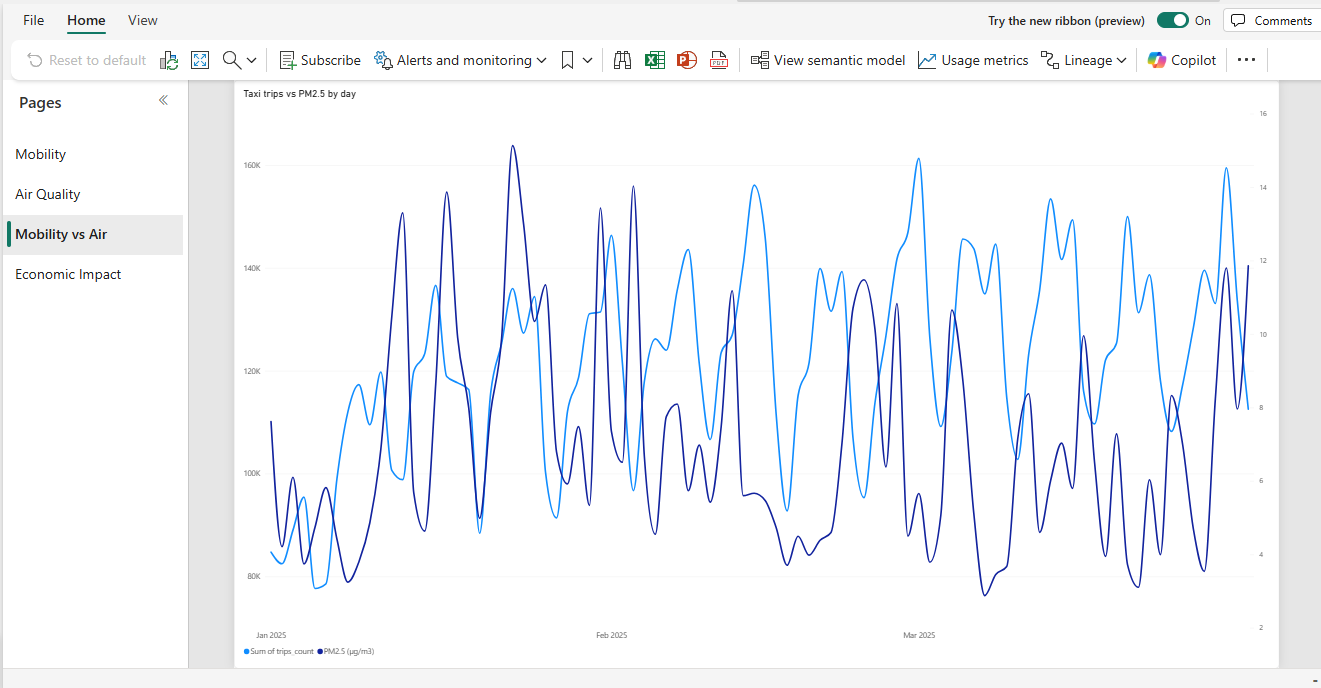 File Home View Try the new ribbon (preview) On Comments
Reset to default Subscribe Alerts and monitoring PDF View semantic model Usage metrics Lineage Copilot
Pages
Mobility
Air Quality
Mobility vs Air
Economic Impact
Taxi trips vs PM2.5 by day
16
160K
14
140K
12
10
120K
8
100K
6
4
80K
2
Jan 2025 Feb 2025 Mar 2025
Sum of trips_count PM2.5 (µg/m3)